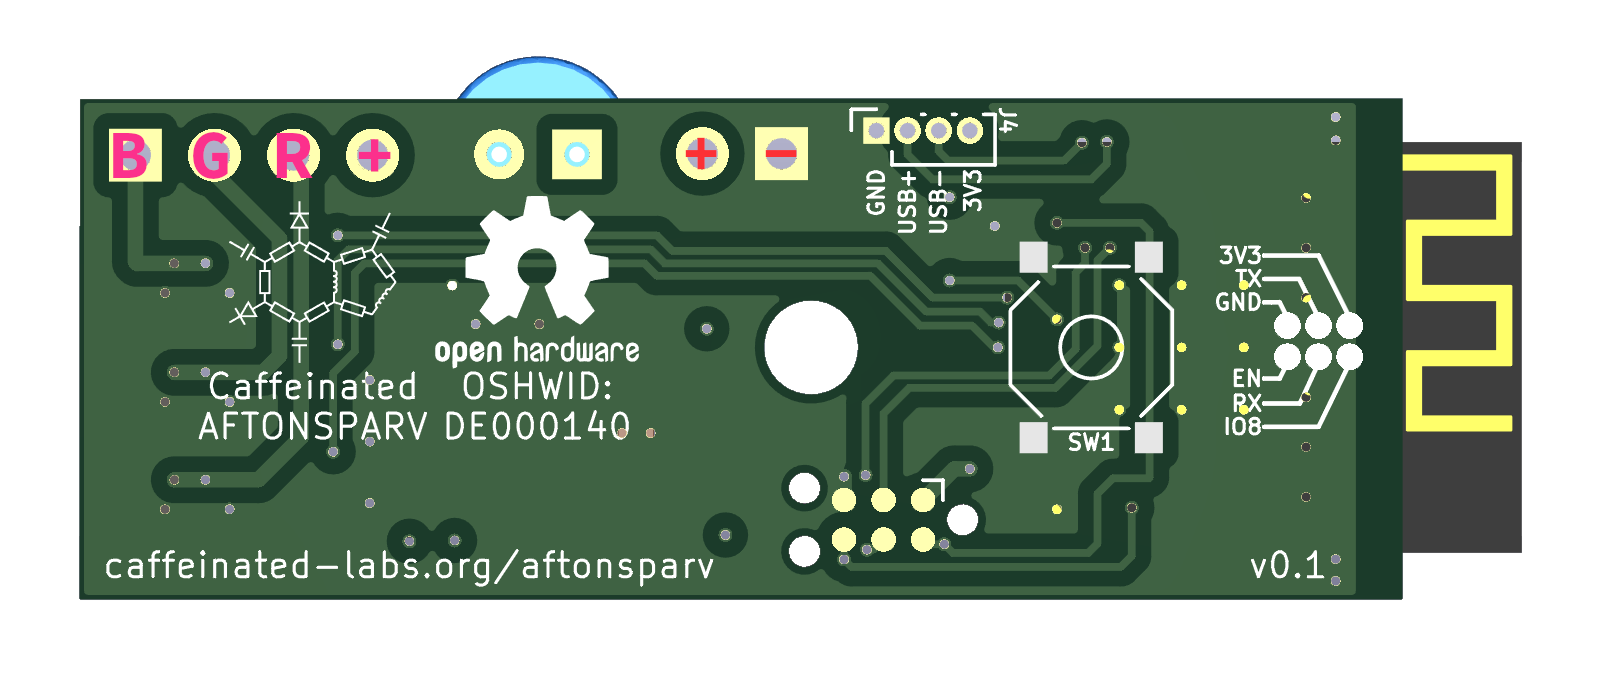 B G R + + -
J4
GND
USB+
USB-
3V3
3V3
TX
GND
EN
RX
IO8
SW1
open hardware
Caffeinated OSHWID:
AFTONSPARV DE000140
caffeinated-labs.org/aftonsparv
v0.1